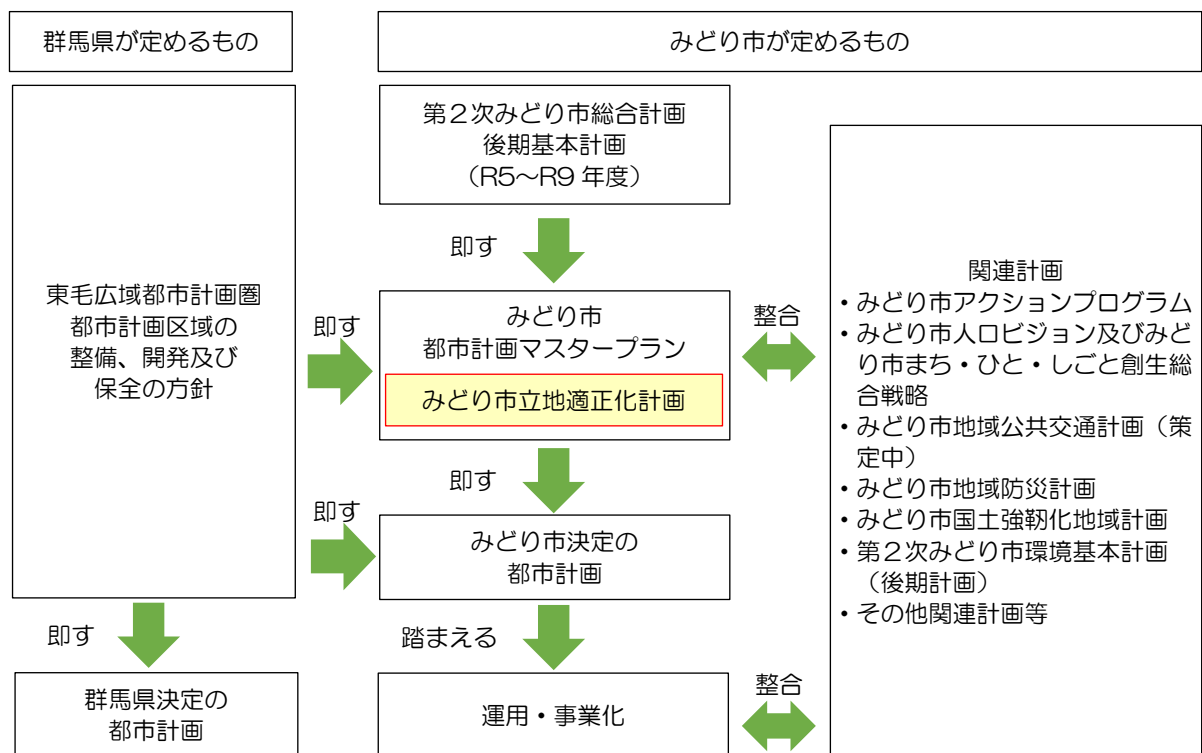 群馬県が定めるもの
みどり市が定めるもの
東毛広域都市計画圏
都市計画区域の
整備、開発及び
保全の方針
即す
群馬県決定の
都市計画
即す
即す
第２次みどり市総合計画
後期基本計画
（R5～R9 年度）
即す
みどり市
都市計画マスタープラン
みどり市立地適正化計画
即す
みどり市決定の
都市計画
踏まえる
運用・事業化
整合
整合
関連計画
・みどり市アクションプログラム
・みどり市人口ビジョン及びみど
り市まち・ひと・しごと創生総
合戦略
・みどり市地域公共交通計画（策
定中）
・みどり市地域防災計画
・みどり市国土強靭化地域計画
・第２次みどり市環境基本計画
（後期計画）
・その他関連計画等